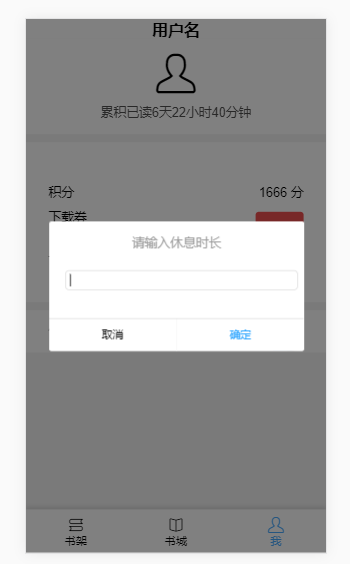 用户名
累积已读6天22小时40分钟
积分 1666 分
下载券
请输入休息时长
取消 确定
书架 书城 我